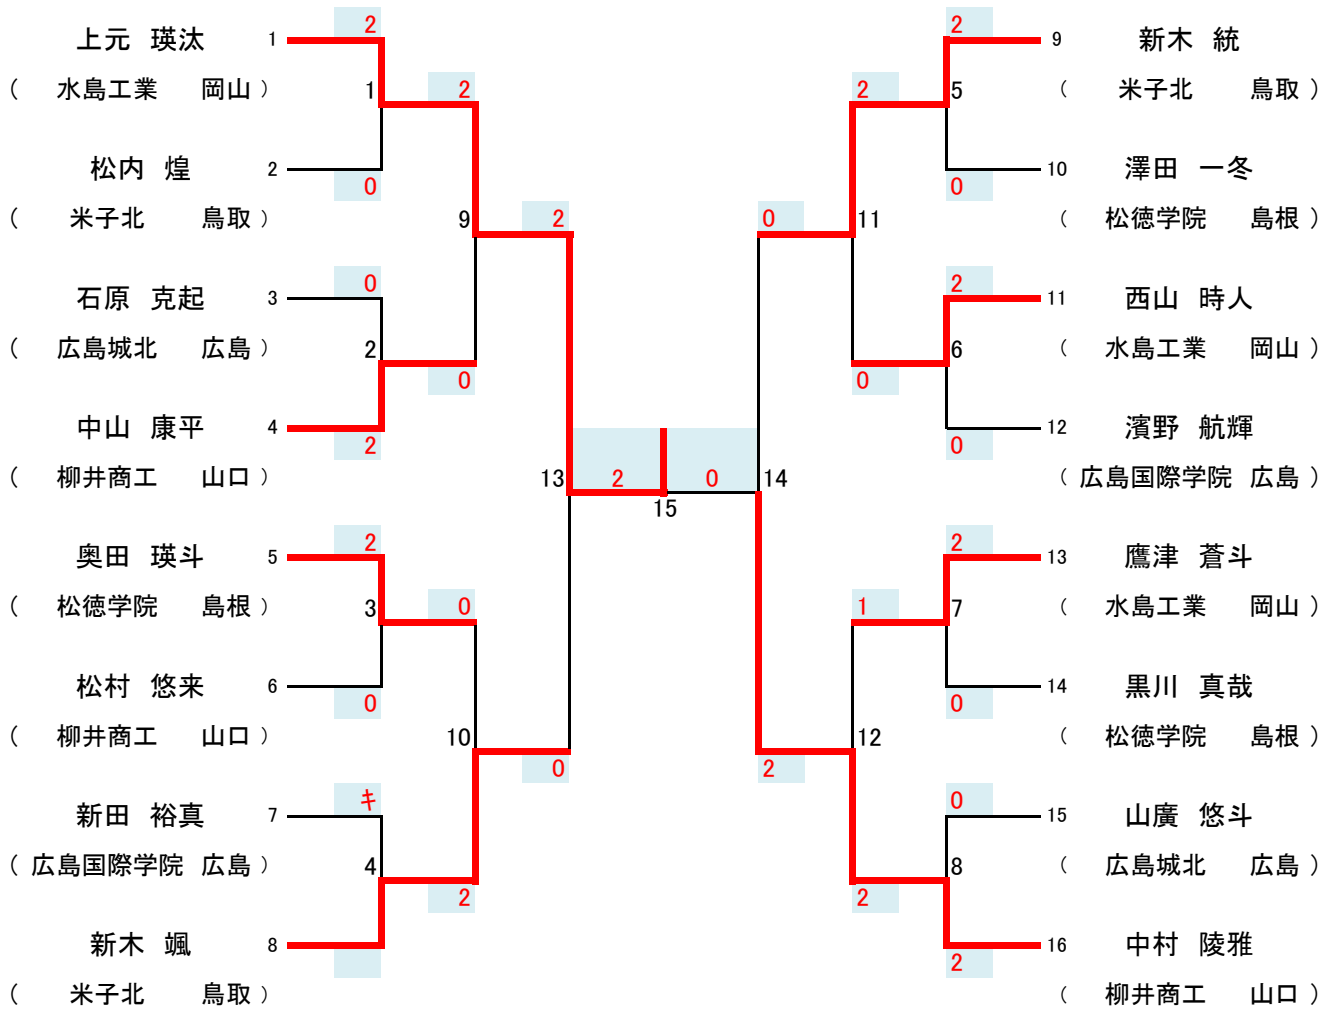 上元 瑛汰 1 2
( 水島工業 岡山 ) 1 2
松内 煌 2 0
( 米子北 鳥取 ) 9 2
石原 克起 3 0
( 広島城北 広島 ) 2 0
中山 康平 4 2
( 柳井商工 山口 ) 13 2
奥田 瑛斗 5 2
( 松徳学院 島根 ) 3 0
松村 悠来 6 0
( 柳井商工 山口 ) 10 0
新田 裕真 7 キ
( 広島国際学院 広島 ) 4 2
新木 颯 8
( 米子北 鳥取 )
15
2 9 新木 統
2 5 ( 米子北 鳥取 )
0 10 澤田 一冬
0 11 ( 松徳学院 島根 )
2 11 西山 時人
0 6 ( 水島工業 岡山 )
0 12 濱野 航輝
0 14 ( 広島国際学院 広島 )
2 13 鷹津 蒼斗
1 7 ( 水島工業 岡山 )
0 14 黒川 真哉
2 12 ( 松徳学院 島根 )
0 15 山廣 悠斗
2 8 ( 広島城北 広島 )
2 16 中村 陵雅
( 柳井商工 山口 )